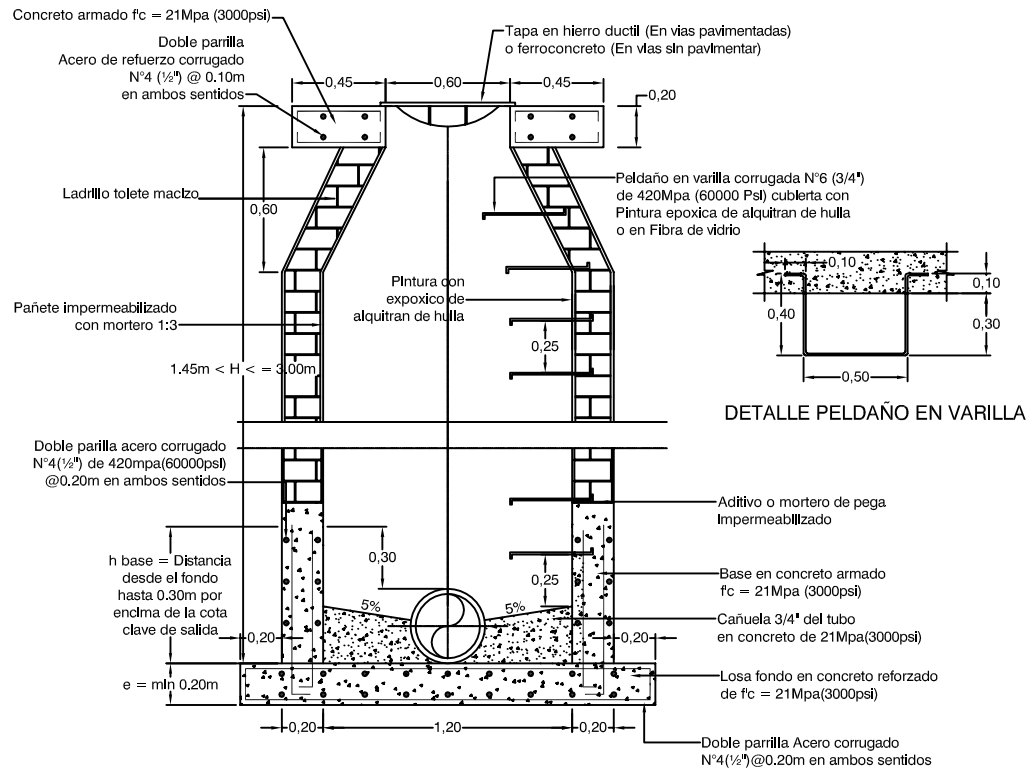 Concreto armado f'c = 21Mpa (3000psi)
Doble parrilla
Acero de refuerzo corrugado
N°4 (½") @ 0.10m
en ambos sentidos
Tapa en hierro ductil (En vias pavimentadas)
o ferroconcreto (En vias sin pavimentar)
0,45
0,60
0,45
0,20
Ladrillo tolete macizo
0,60
Peldaño en varilla corrugada N°6 (3/4")
de 420Mpa (60000 Psi) cubierta con
Pintura epoxica de alquitran de hulla
o en Fibra de vidrio
Pintura con
expoxico de
alquitran de hulla
Pañete impermeabilizado
con mortero 1:3
0,25
1.45m < H < = 3.00m
0,10
0,10
0,40
0,30
0,50
DETALLE PELDAÑO EN VARILLA
Doble parilla acero corrugado
N°4(½") de 420mpa(60000psi)
@0.20m en ambos sentidos
Aditivo o mortero de pega
Impermeabilizado
h base = Distancia
desde el fondo
hasta 0.30m por
encima de la cota
clave de salida
0,30
0,25
5%
5%
Base en concreto armado
f'c = 21Mpa (3000psi)
Cañuela 3/4" del tubo
en concreto de 21Mpa(3000psi)
0,20
0,20
e = min 0.20m
Losa fondo en concreto reforzado
de f'c = 21Mpa(3000psi)
0,20
1,20
0,20
Doble parrilla Acero corrugado
N°4(½")@0.20m en ambos sentidos